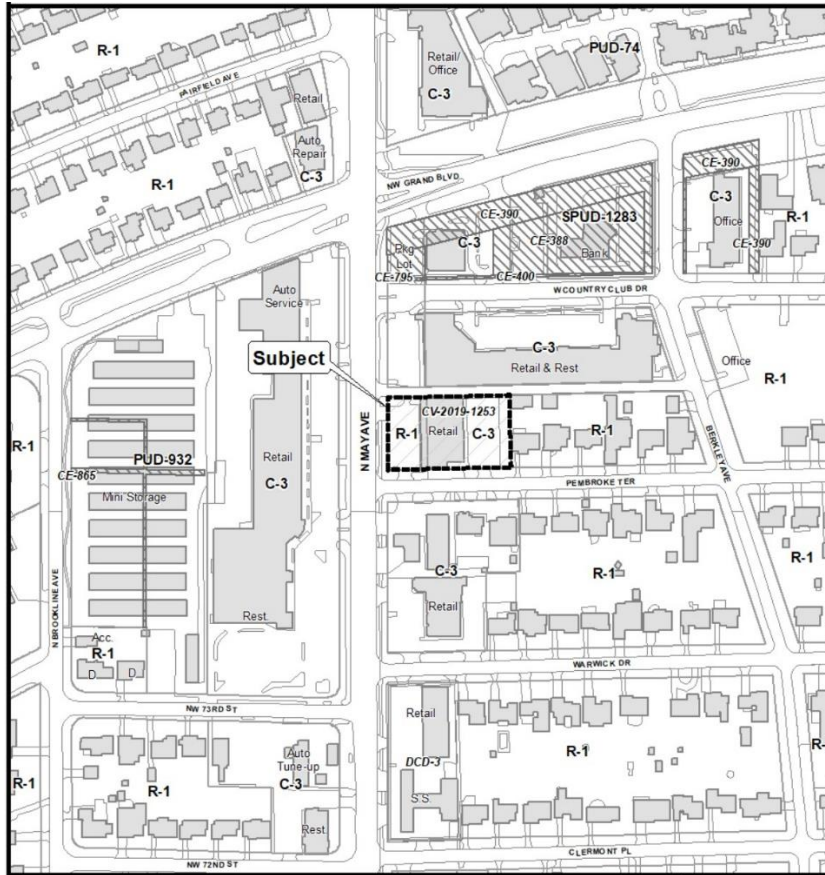 R-1
Retail/
Office
C-3
PUD-74
FAIRFIELD AVE
Retail
Auto
Repair
C-3
R-1
NW GRAND BLVD
CE-390
CE-390
C-3
Office
CE-390
R-1
SPUD-1283
C-3
CE-388
Bank
Pkg
Lot
CE-795
CE-400
W COUNTRY CLUB DR
Auto
Service
C-3
Retail & Rest
Office
R-1
Subject
CV-2019-1253
R-1
Retail
C-3
R-1
N MAY AVE
BERKLEY AVE
R-1
PUD-932
CE-865
Mini Storage
Retail
C-3
PEMBROKE TER
N BROOKLINE AVE
C-3
Retail
R-1
R-1
Rest.
Acc.
R-1
D.
D.
WARWICK DR
NW 73RD ST
Retail
DCD-3
S.S.
R-1
R-1
R-1
R-1
Auto
Tune-up
C-3
Rest.
NW 72ND ST
CLERMONT PL